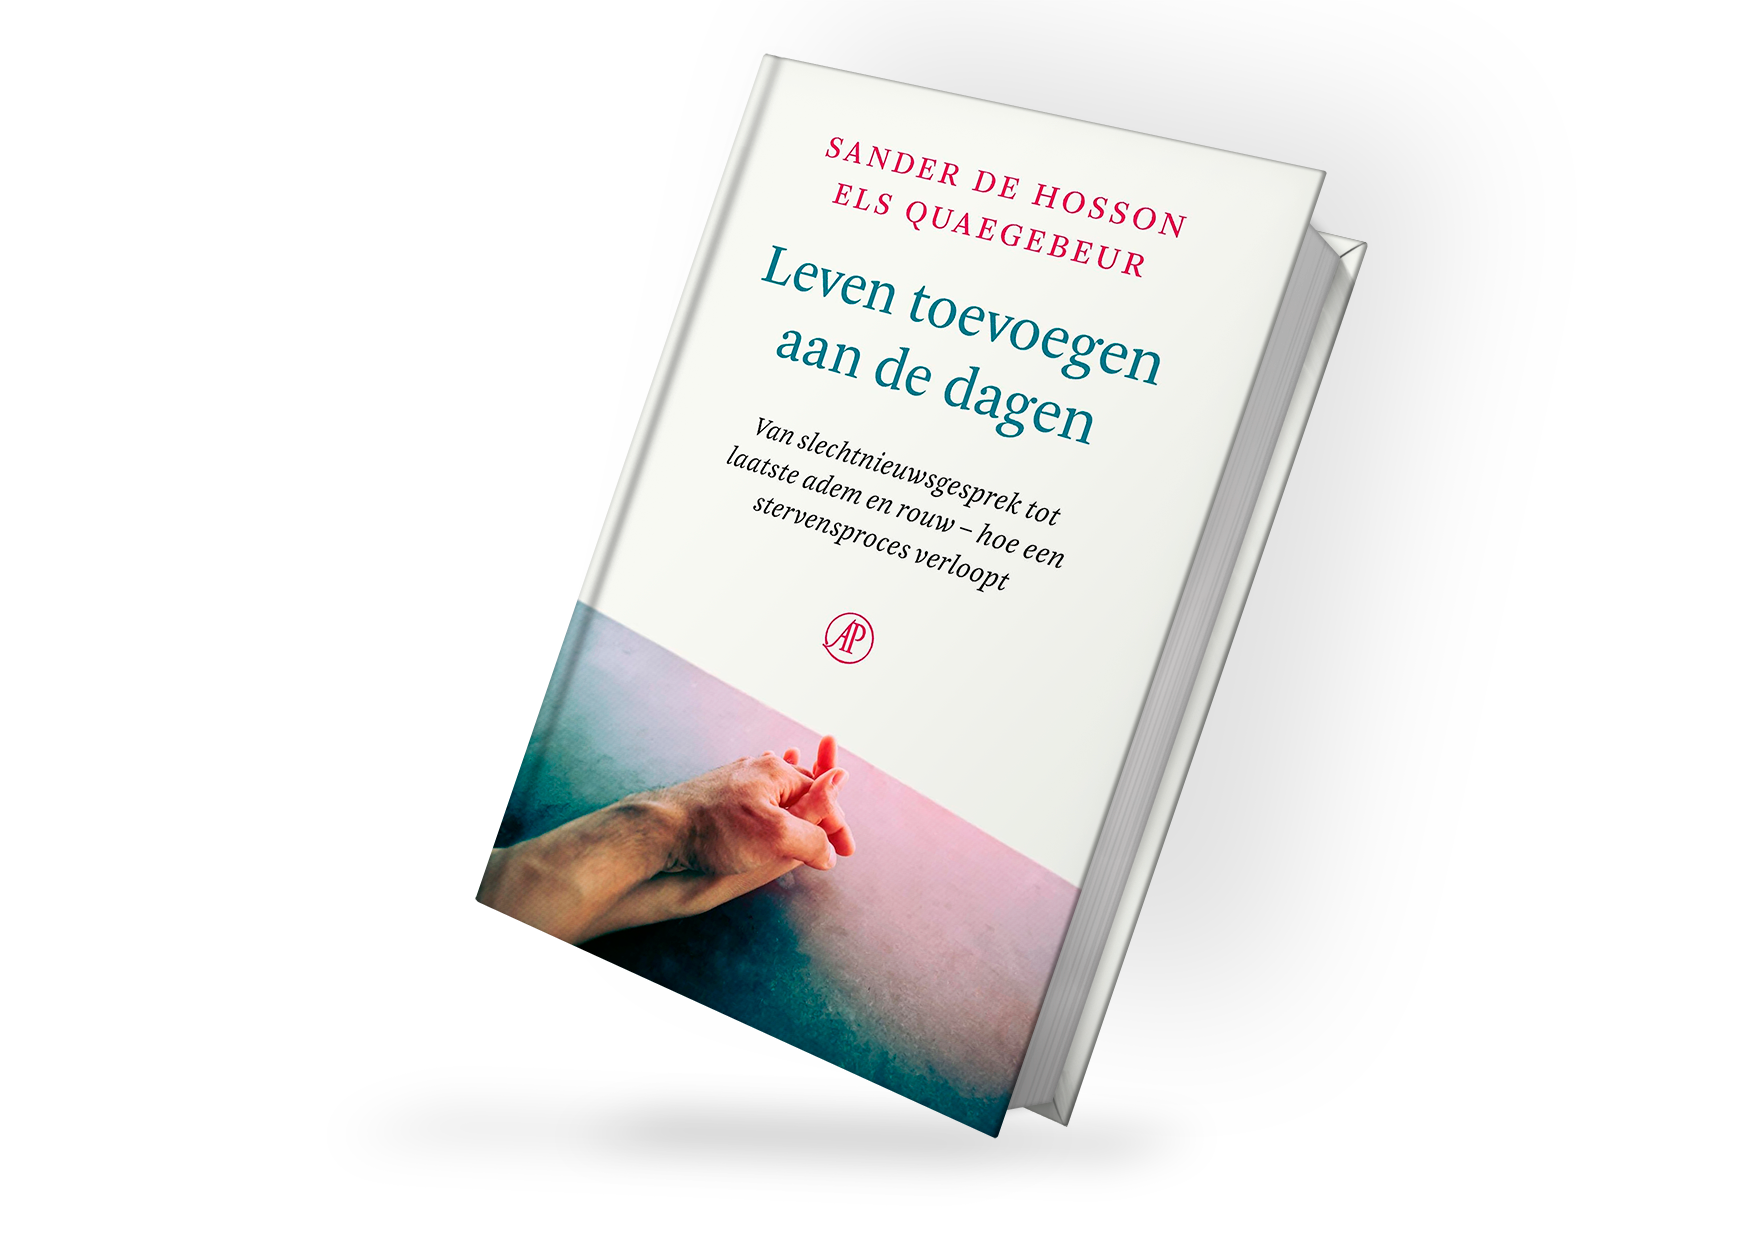 SANDER DE HOSSON
ELS QUAEGEBEUR
Leven toevoegen
aan de dagen
Van slechtnieuwsgesprek tot
laatste adem en rouw – hoe een
stervensproces verloopt
AP